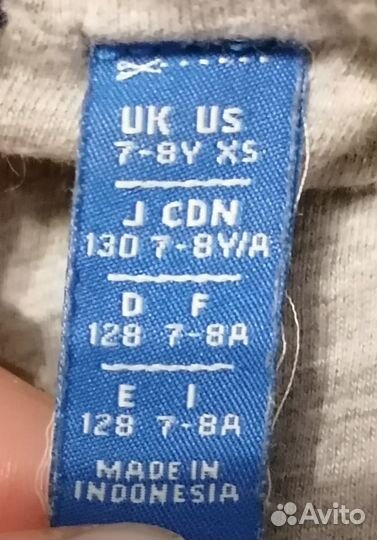 UK US
7-8Y XS
J CDN
130 7-8Y/A
D F
128 7-8A
E I
128 7-8A
MADE IN
INDONESIA
Avito